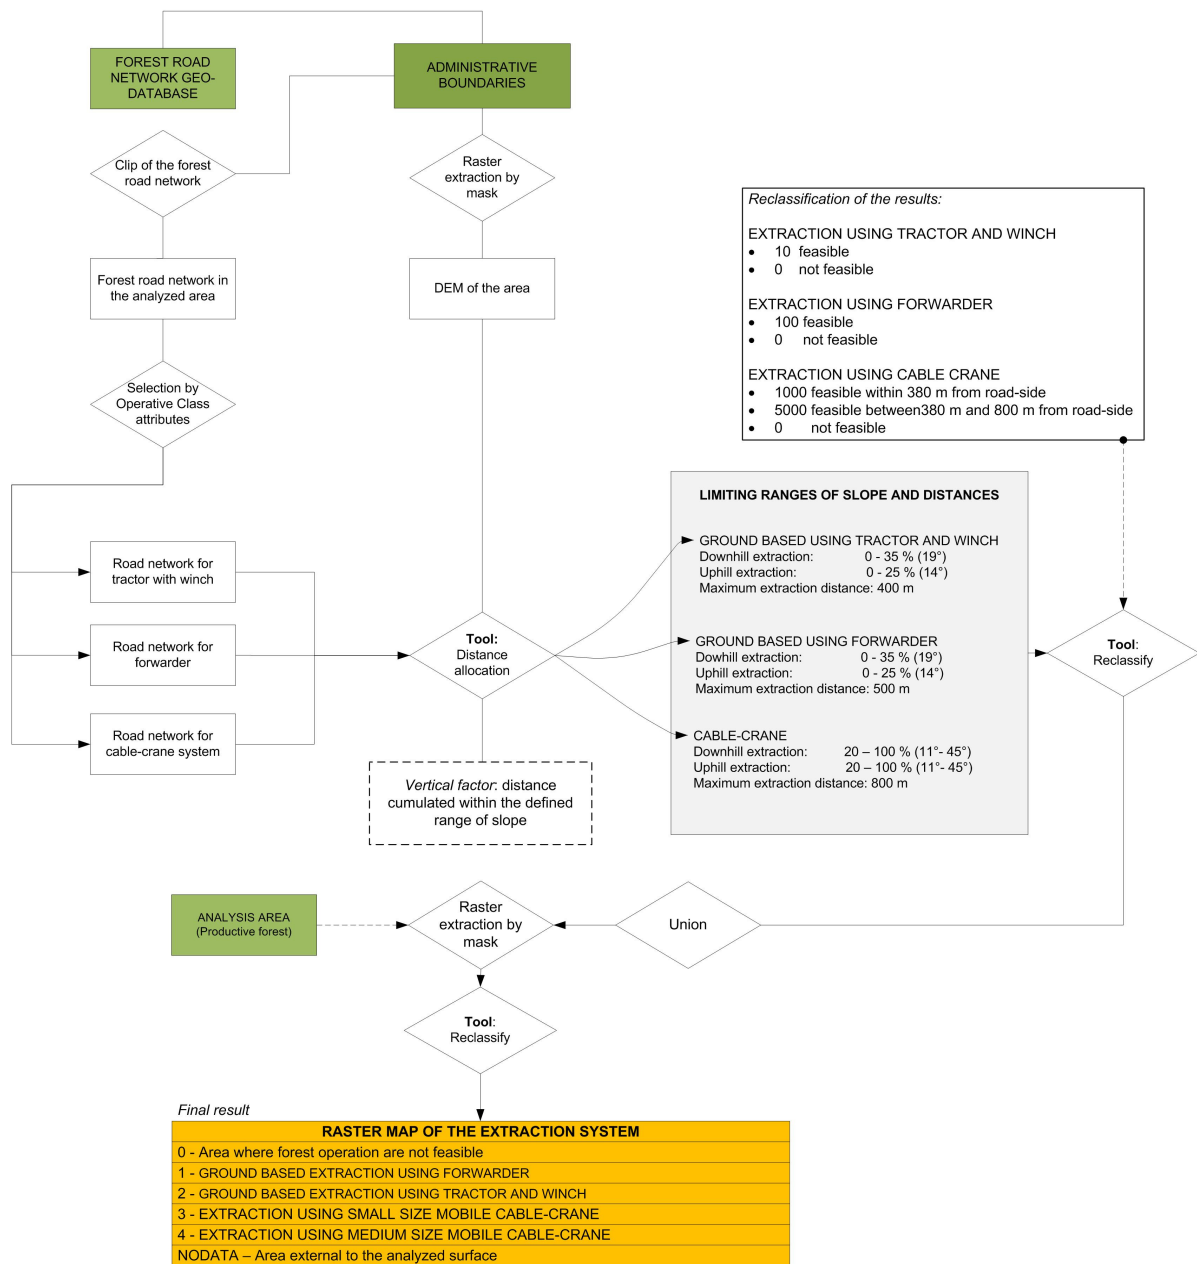 FOREST ROAD
NETWORK GEO-
DATABASE
ADMINISTRATIVE
BOUNDARIES
Clip of the forest
road network
Raster
extraction by
mask
Forest road network in
the analyzed area
DEM of the area
Selection by
Operative Class
attributes
Reclassification of the results:
EXTRACTION USING TRACTOR AND WINCH
• 10 feasible
• 0 not feasible
EXTRACTION USING FORWARDER
• 100 feasible
• 0 not feasible
EXTRACTION USING CABLE CRANE
• 1000 feasible within 380 m from road-side
• 5000 feasible between380 m and 800 m from road-side
• 0 not feasible
Road network for
tractor with winch
Road network for
forwarder
Road network for
cable-crane system
Tool:
Distance
allocation
Vertical factor: distance
cumulated within the defined
range of slope
LIMITING RANGES OF SLOPE AND DISTANCES
GROUND BASED USING TRACTOR AND WINCH
Downhill extraction: 0 - 35 % (19°)
Uphill extraction: 0 - 25 % (14°)
Maximum extraction distance: 400 m
GROUND BASED USING FORWARDER
Dowhill extraction: 0 - 35 % (19°)
Uphill extraction: 0 - 25 % (14°)
Maximum extraction distance: 500 m
CABLE-CRANE
Downhill extraction: 20 – 100 % (11°- 45°)
Uphill extraction: 20 – 100 % (11°- 45°)
Maximum extraction distance: 800 m
Tool:
Reclassify
ANALYSIS AREA
(Productive forest)
Raster
extraction by
mask
Union
Tool:
Reclassify
Final result
RASTER MAP OF THE EXTRACTION SYSTEM
0 - Area where forest operation are not feasible
1 - GROUND BASED EXTRACTION USING FORWARDER
2 - GROUND BASED EXTRACTION USING TRACTOR AND WINCH
3 - EXTRACTION USING SMALL SIZE MOBILE CABLE-CRANE
4 - EXTRACTION USING MEDIUM SIZE MOBILE CABLE-CRANE
NODATA – Area external to the analyzed surface